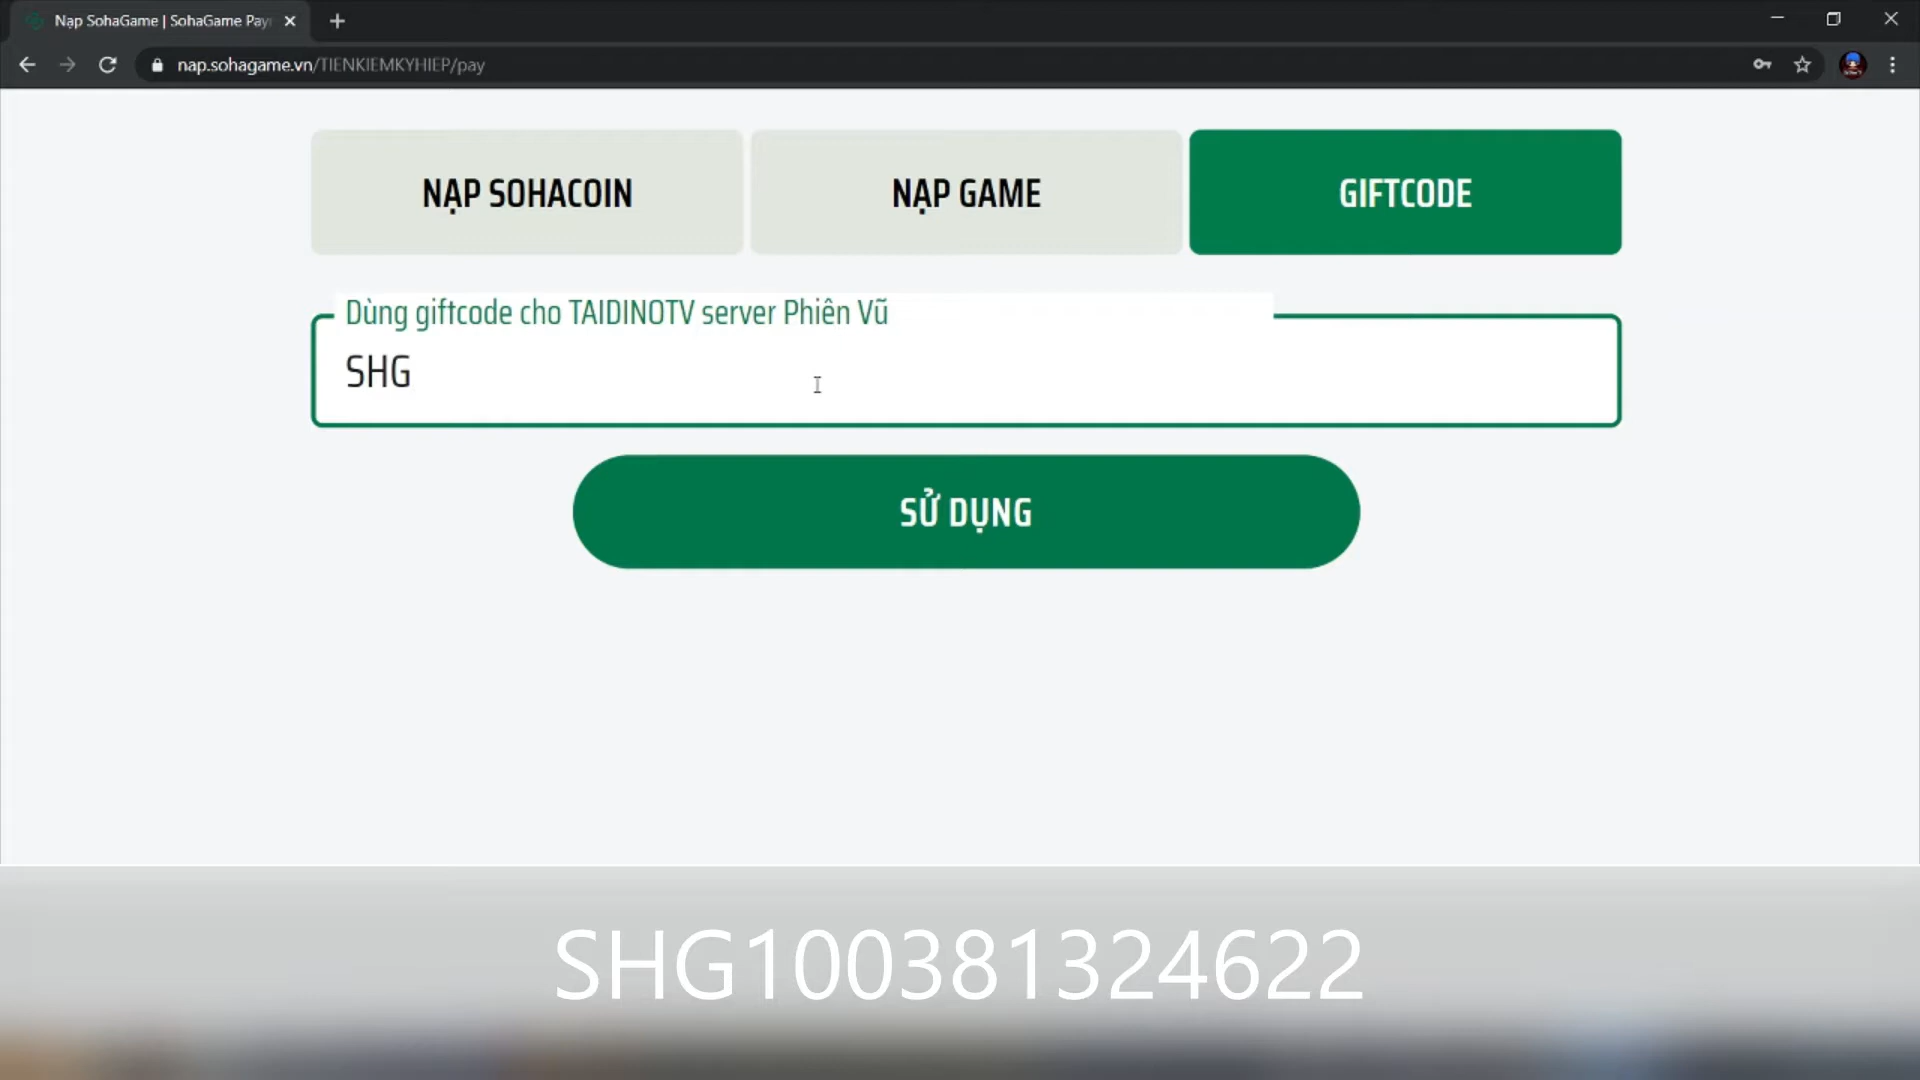 Nạp SohaGame | SohaGame Pay
nap.sohagame.vn/TIENKIEMKYHIEP/pay
NẠP SOHACOIN
NẠP GAME
GIFTCODE
Dùng giftcode cho TAIDINOTV server Phiên Vũ
SHG
SỬ DỤNG
SHG100381324622